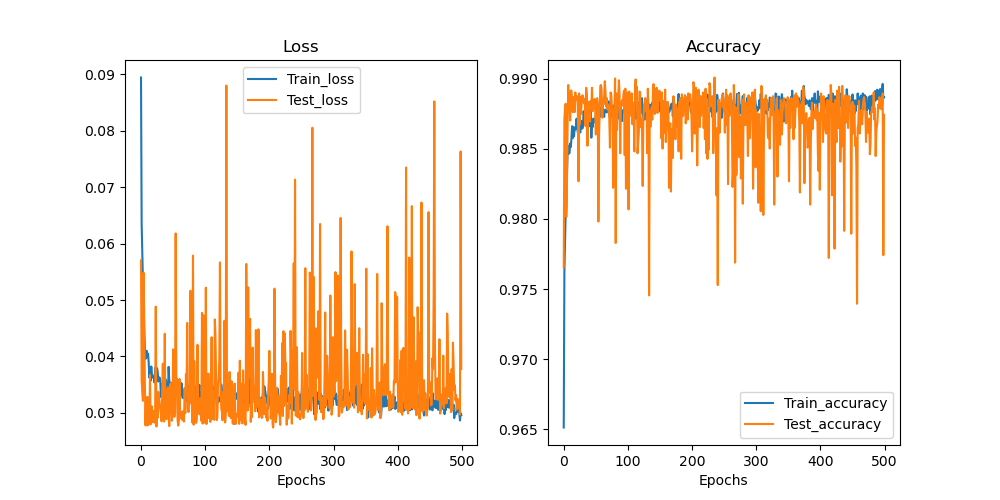 Loss
0.09
0.08
0.07
0.06
0.05
0.04
0.03
Train_loss
Test_loss
0 100 200 300 400 500
Epochs
Accuracy
0.990
0.985
0.980
0.975
0.970
0.965
Train_accuracy
Test_accuracy
0 100 200 300 400 500
Epochs